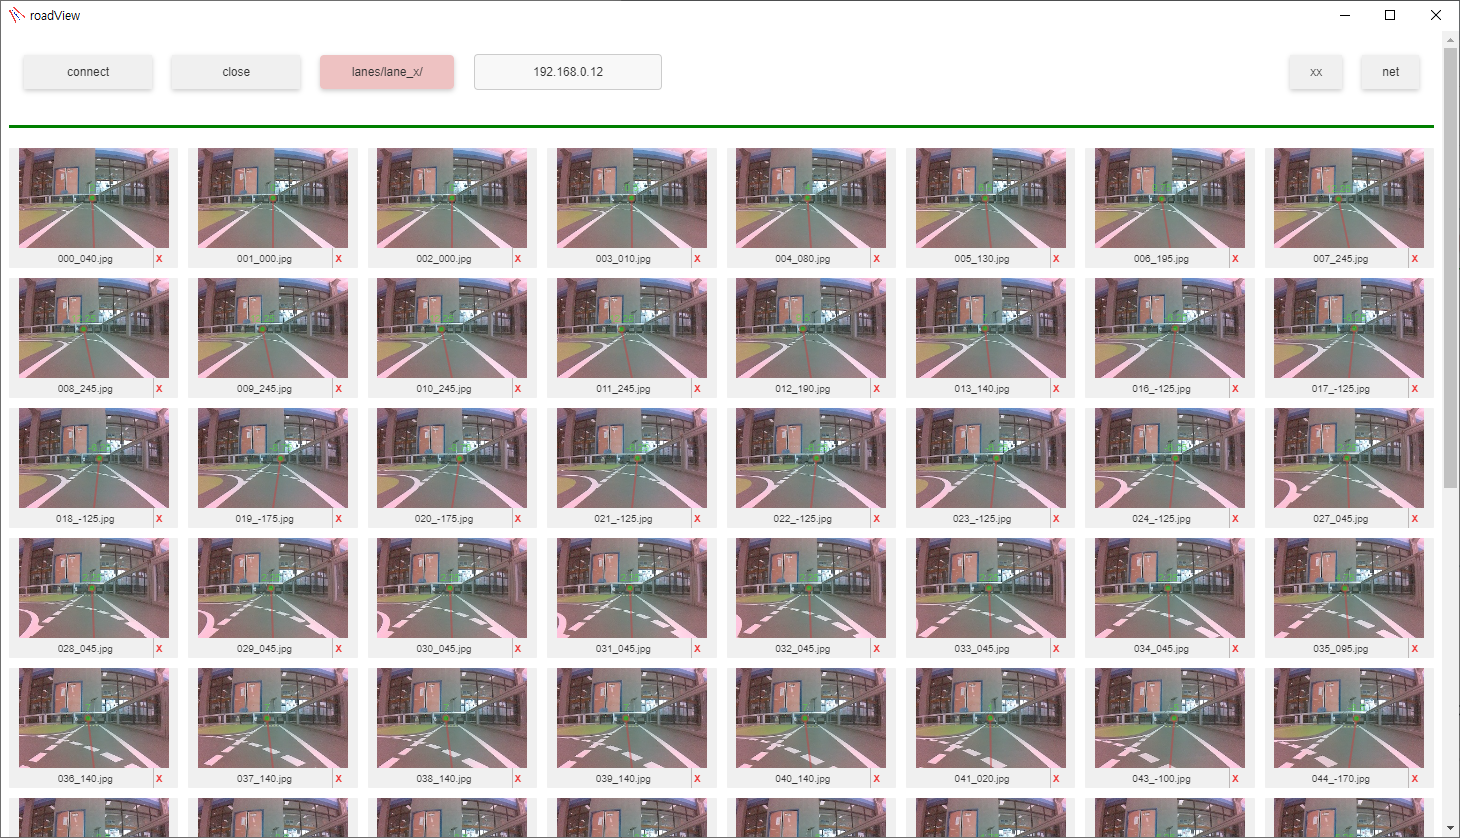 roadView
connect close lanes/lane_x/ 192.168.0.12 xx net
000_040.jpg x 001_000.jpg x 002_000.jpg x 003_010.jpg x 004_080.jpg x 005_130.jpg x 006_195.jpg x 007_245.jpg x
008_245.jpg x 009_245.jpg x 010_245.jpg x 011_245.jpg x 012_190.jpg x 013_140.jpg x 016_-125.jpg x 017_-125.jpg x
018_-125.jpg x 019_-175.jpg x 020_-175.jpg x 021_-125.jpg x 022_-125.jpg x 023_-125.jpg x 024_-125.jpg x 027_045.jpg x
028_045.jpg x 029_045.jpg x 030_045.jpg x 031_045.jpg x 032_045.jpg x 033_045.jpg x 034_045.jpg x 035_095.jpg x
036_140.jpg x 037_140.jpg x 038_140.jpg x 039_140.jpg x 040_140.jpg x 041_020.jpg x 043_-100.jpg x 044_-170.jpg x